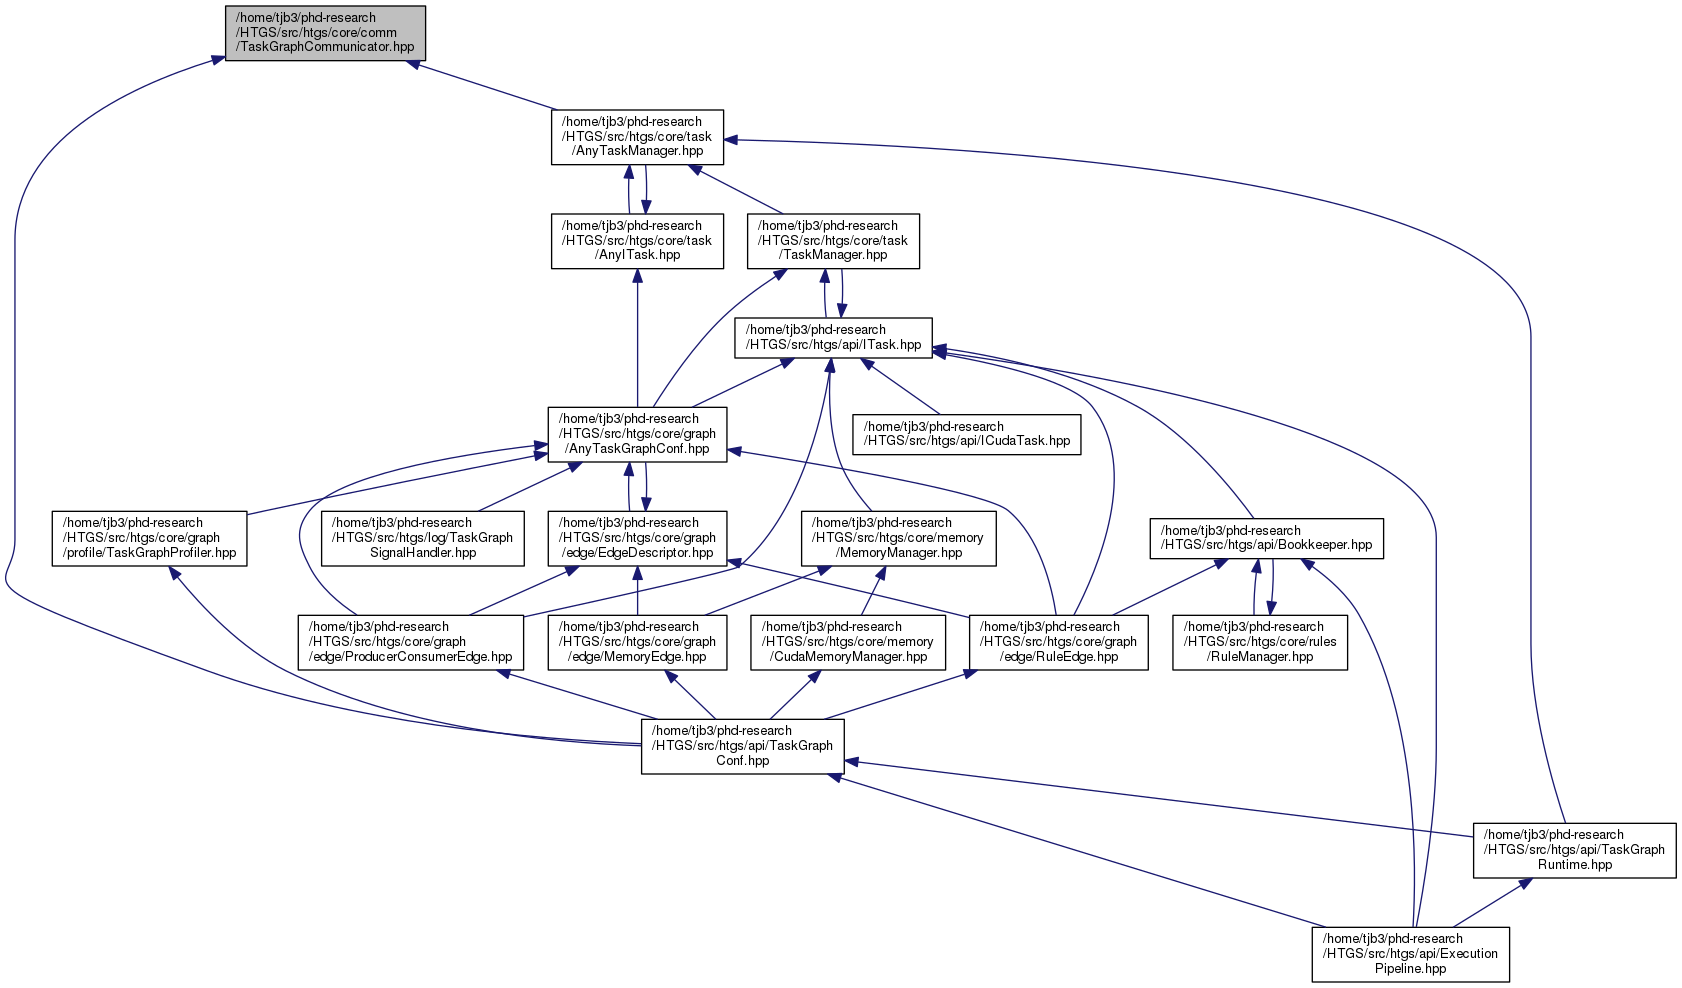 /home/tjb3/phd-research
/HTGS/src/htgs/core/comm
/TaskGraphCommunicator.hpp
/home/tjb3/phd-research
/HTGS/src/htgs/core/task
/AnyTaskManager.hpp
/home/tjb3/phd-research
/HTGS/src/htgs/core/task
/AnyITask.hpp
/home/tjb3/phd-research
/HTGS/src/htgs/core/task
/TaskManager.hpp
/home/tjb3/phd-research
/HTGS/src/htgs/api/ITask.hpp
/home/tjb3/phd-research
/HTGS/src/htgs/core/graph
/AnyTaskGraphConf.hpp
/home/tjb3/phd-research
/HTGS/src/htgs/api/ICudaTask.hpp
/home/tjb3/phd-research
/HTGS/src/htgs/core/graph
/profile/TaskGraphProfiler.hpp
/home/tjb3/phd-research
/HTGS/src/htgs/log/TaskGraph
SignalHandler.hpp
/home/tjb3/phd-research
/HTGS/src/htgs/core/graph
/edge/EdgeDescriptor.hpp
/home/tjb3/phd-research
/HTGS/src/htgs/core/memory
/MemoryManager.hpp
/home/tjb3/phd-research
/HTGS/src/htgs/api/Bookkeeper.hpp
/home/tjb3/phd-research
/HTGS/src/htgs/core/graph
/edge/ProducerConsumerEdge.hpp
/home/tjb3/phd-research
/HTGS/src/htgs/core/graph
/edge/MemoryEdge.hpp
/home/tjb3/phd-research
/HTGS/src/htgs/core/memory
/CudaMemoryManager.hpp
/home/tjb3/phd-research
/HTGS/src/htgs/core/graph
/edge/RuleEdge.hpp
/home/tjb3/phd-research
/HTGS/src/htgs/core/rules
/RuleManager.hpp
/home/tjb3/phd-research
/HTGS/src/htgs/api/TaskGraph
Conf.hpp
/home/tjb3/phd-research
/HTGS/src/htgs/api/TaskGraph
Runtime.hpp
/home/tjb3/phd-research
/HTGS/src/htgs/api/Execution
Pipeline.hpp